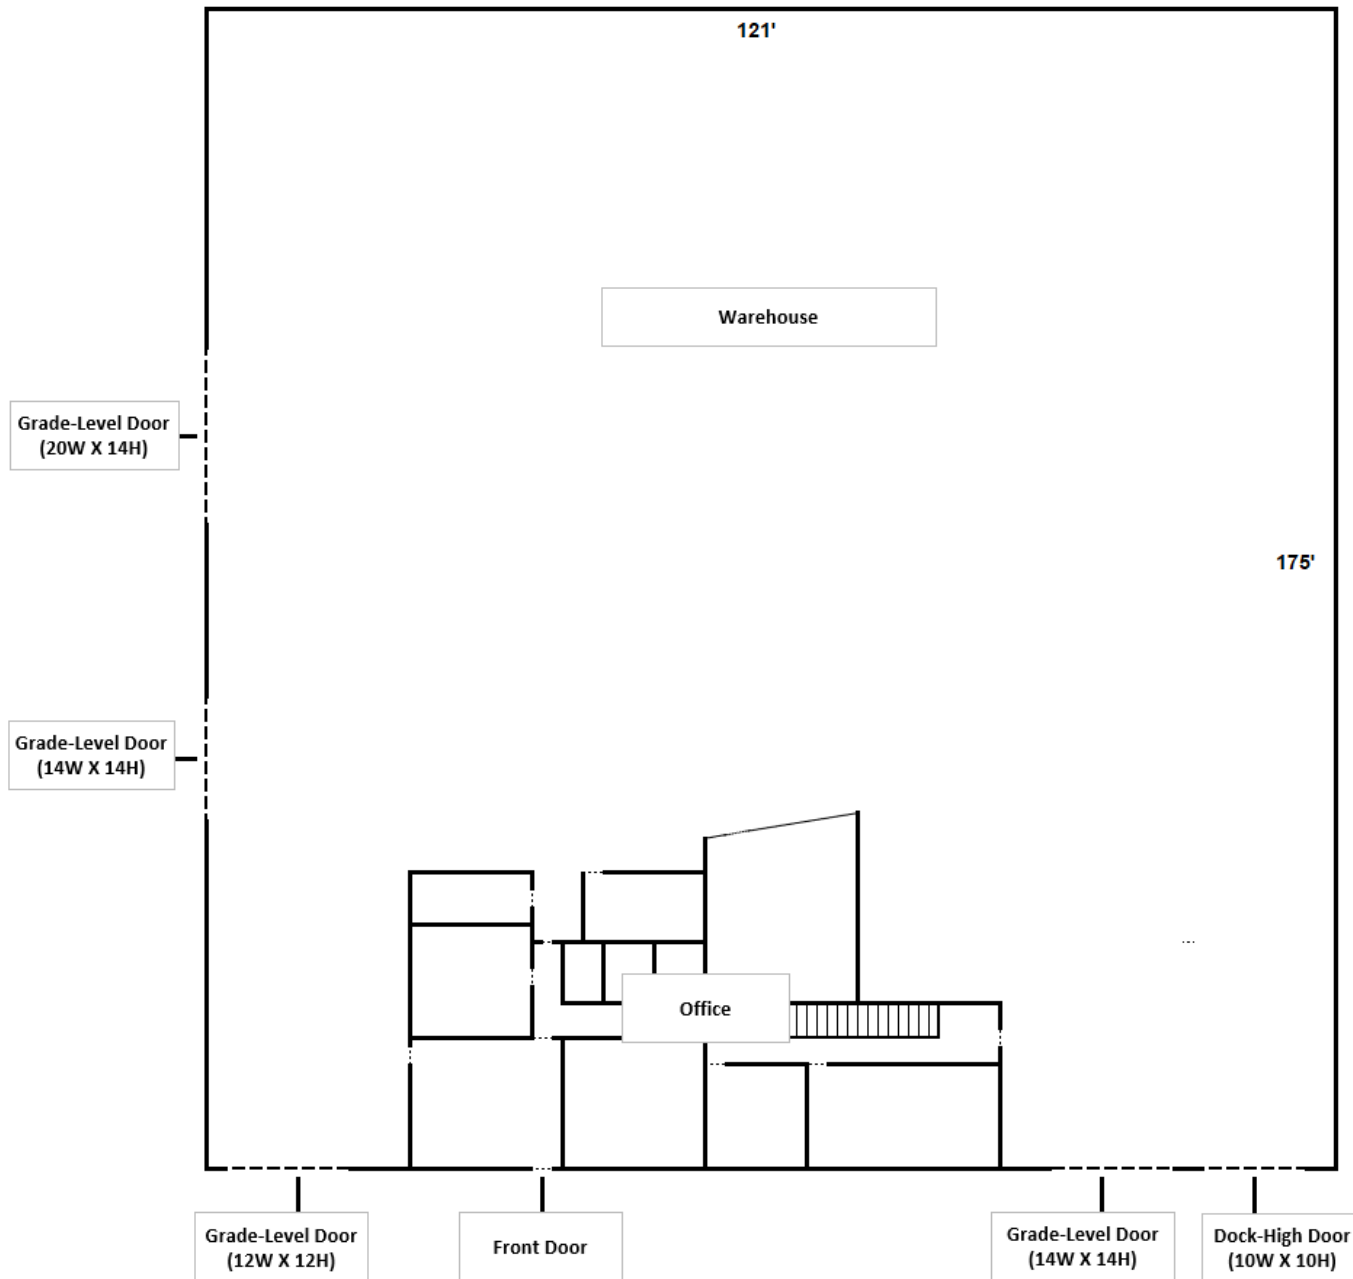 121'
Warehouse
Grade-Level Door
(20W X 14H)
175'
Grade-Level Door
(14W X 14H)
Office
Grade-Level Door
(12W X 12H)
Front Door
Grade-Level Door
(14W X 14H)
Dock-High Door
(10W X 10H)